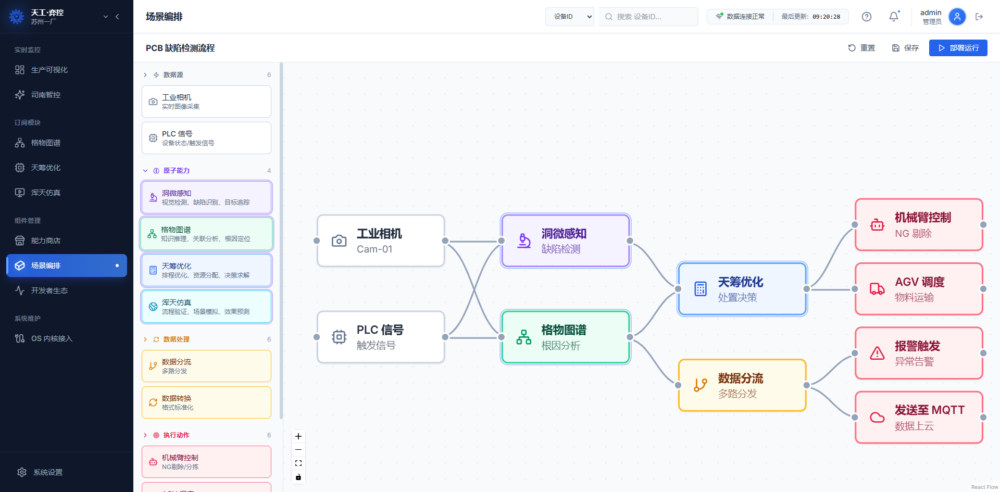 天工·弈控
苏州一厂
实时监控
生产可视化
司南智控
订阅模块
格物图谱
天筹优化
浑天仿真
组件管理
能力商店
场景编排
开发者生态
系统维护
OS 内核接入
系统设置
场景编排
设备ID
搜索 设备ID...
数据连接正常
最后更新: 09:20:28
admin
管理员
PCB 缺陷检测流程
重置
保存
部署运行
数据源 6
工业相机
实时图像采集
PLC 信号
设备状态/触发信号
原子能力 4
洞微感知
视觉检测、缺陷识别、目标追踪
格物图谱
知识推理、关联分析、根因定位
天筹优化
排程优化、资源分配、决策求解
浑天仿真
流程验证、场景模拟、效果预测
数据处理 6
数据分流
多路分发
数据转换
格式标准化
执行动作 6
机械臂控制
NG剔除/分拣
工业相机
Cam-01
PLC 信号
触发信号
洞微感知
缺陷检测
格物图谱
根因分析
天筹优化
处置决策
数据分流
多路分发
机械臂控制
NG 剔除
AGV 调度
物料运输
报警触发
异常告警
发送至 MQTT
数据上云
React Flow